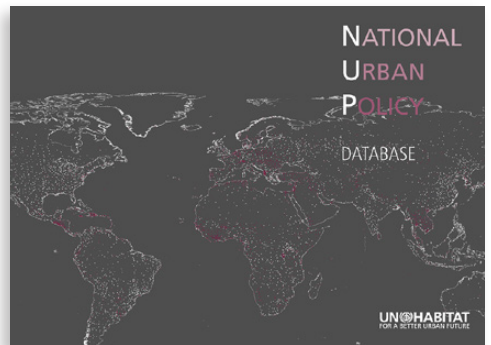 NATIONAL
URBAN
POLICY
DATABASE
UN HABITAT
FOR A BETTER URBAN FUTURE